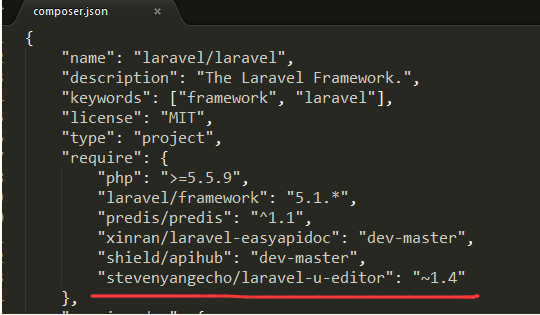 composer.json ×
{
"name": "laravel/laravel",
"description": "The Laravel Framework.",
"keywords": ["framework", "laravel"],
"license": "MIT",
"type": "project",
"require": {
"php": ">=5.5.9",
"laravel/framework": "5.1.*",
"predis/predis": "^1.1",
"xinran/laravel-easyapidoc": "dev-master",
"shield/apihub": "dev-master",
"stevenyangecho/laravel-u-editor": "~1.4"
},